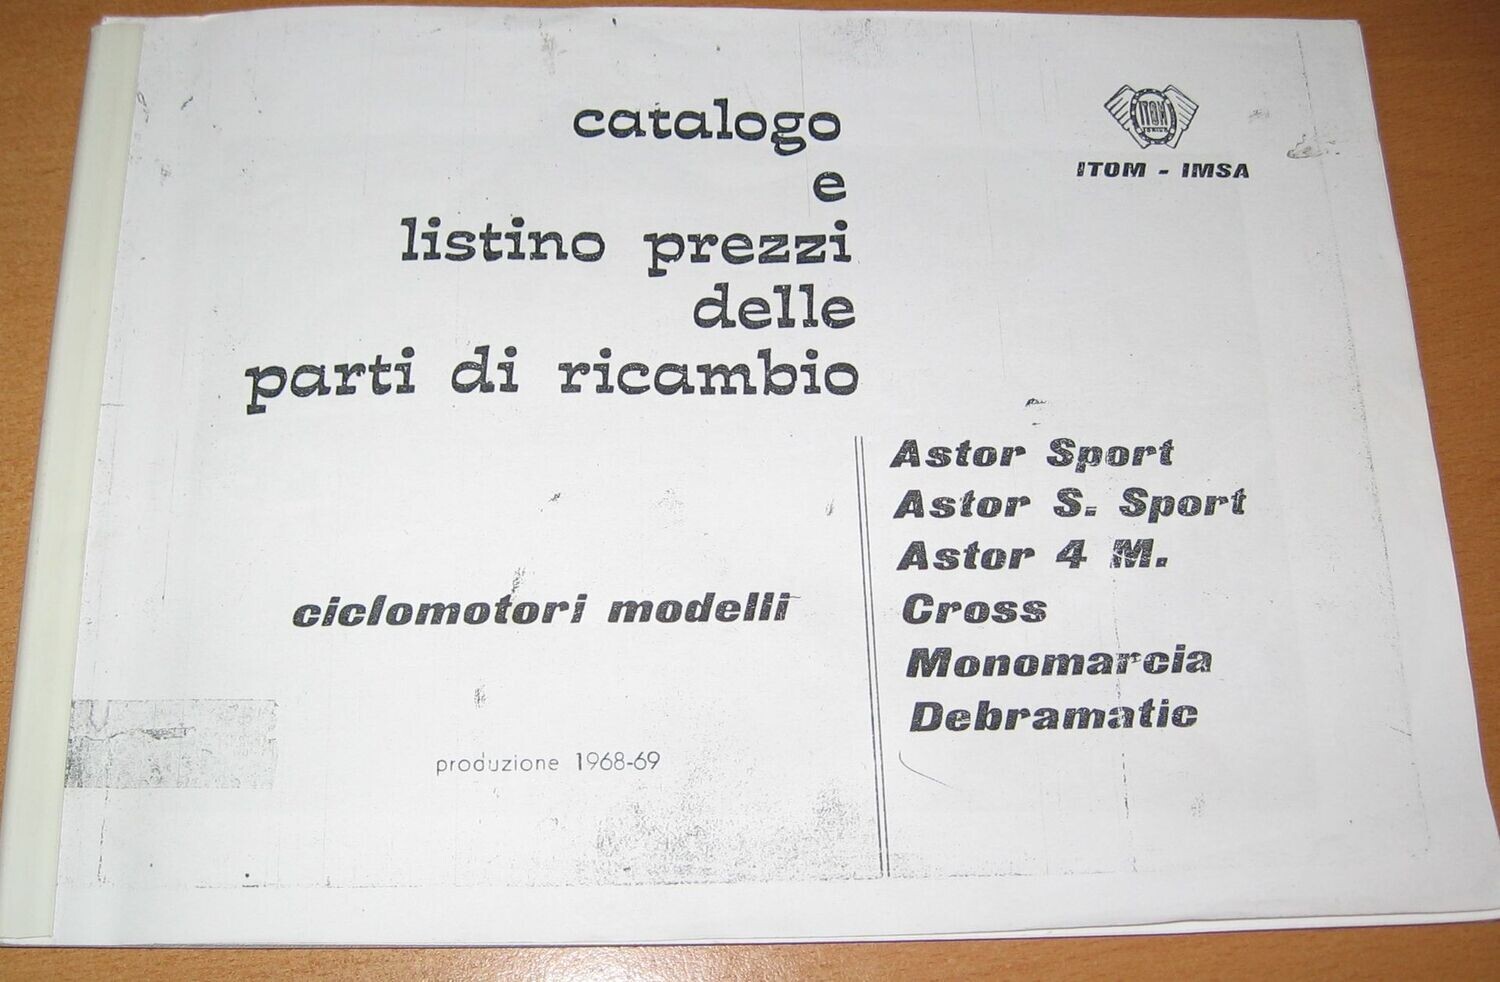 catalogo
e
listino prezzi
delle
parti di ricambio
ITOM
ITOM - IMSA
ciclomotori modelli
Astor Sport
Astor S. Sport
Astor 4 M.
Cross
Monomarcia
Debramatic
produzione 1968-69